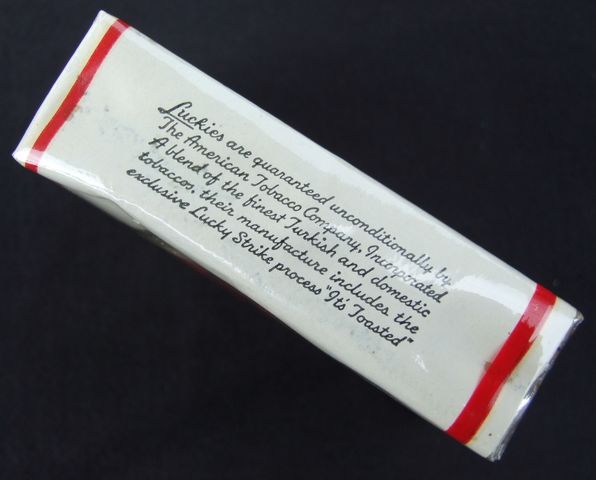 Luckies are guaranteed unconditionally by
The American Tobacco Company, Incorporated
A blend of the finest Turkish and domestic
tobaccos, their manufacture includes the
exclusive Lucky Strike process "It's Toasted"